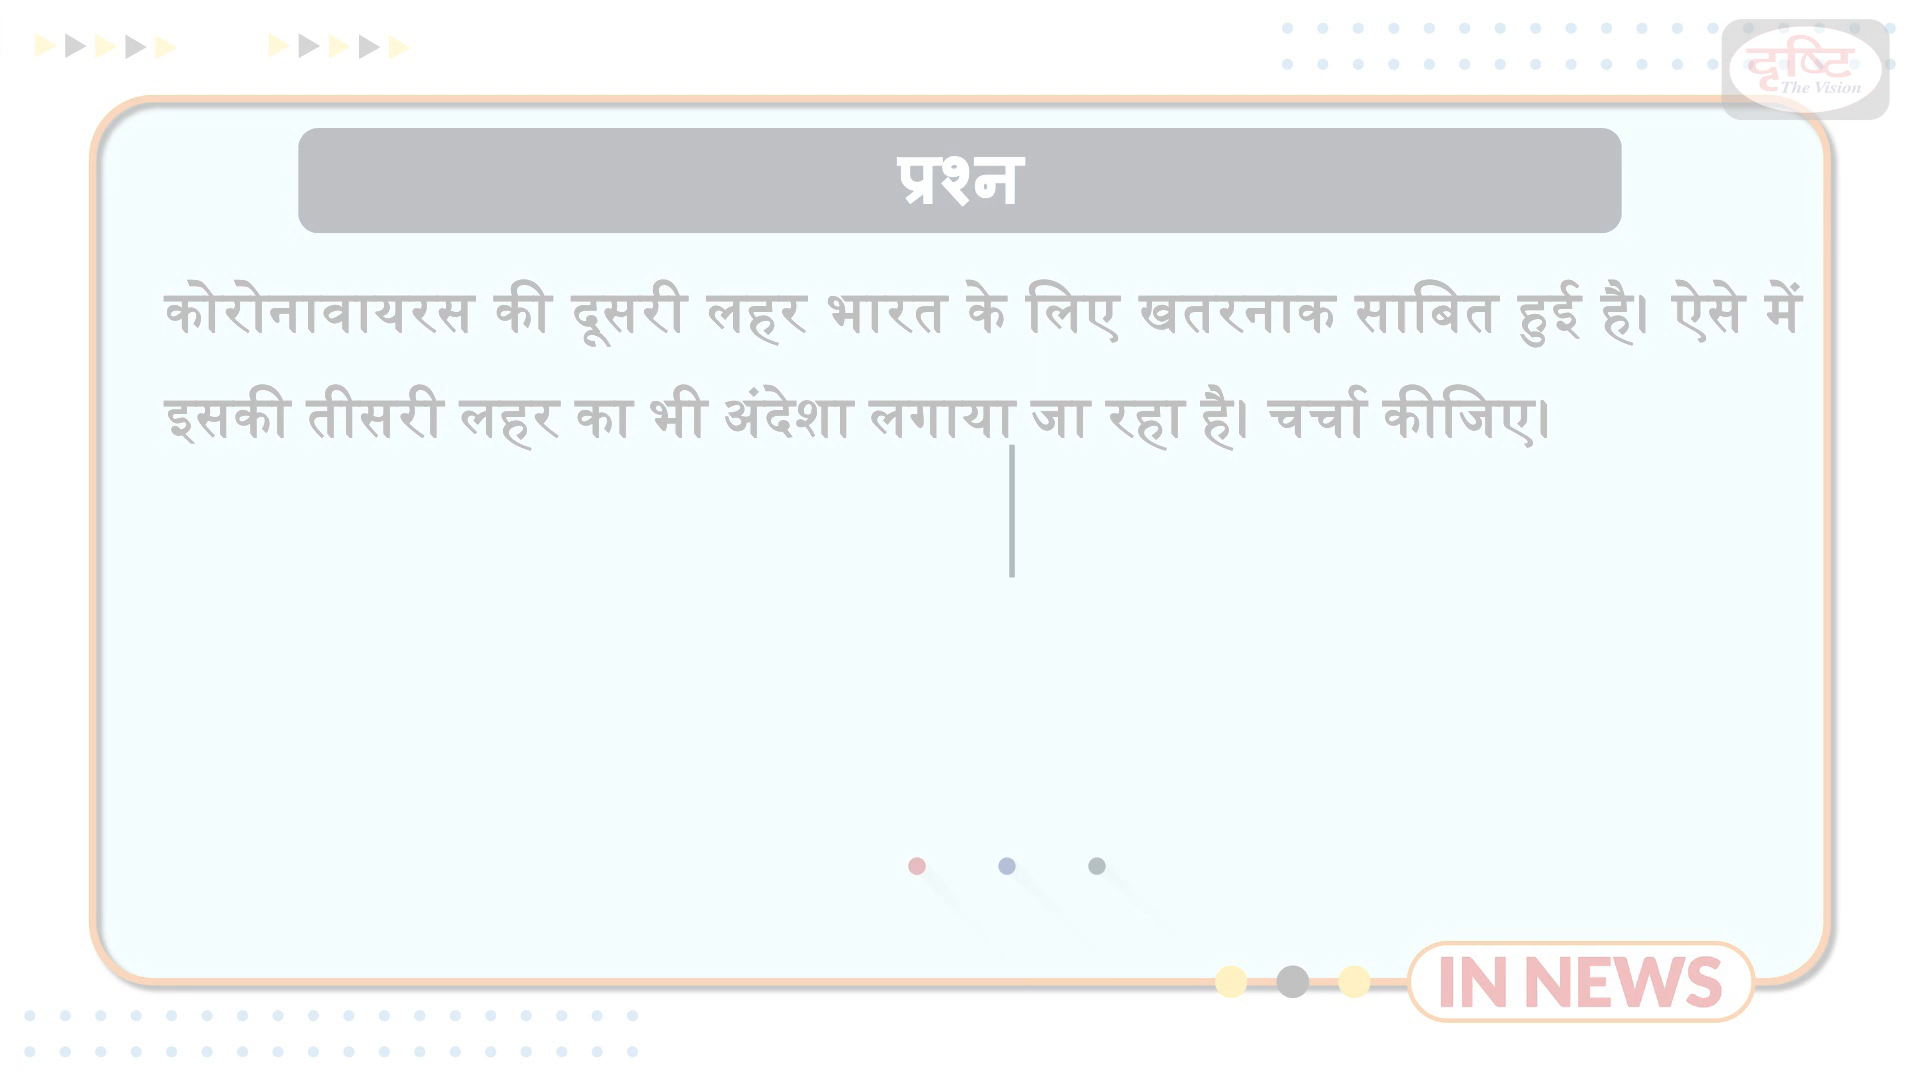 दृष्टि
The Vision
प्रश्न
कोरोनावायरस की दूसरी लहर भारत के लिए खतरनाक साबित हुई है। ऐसे में
इसकी तीसरी लहर का भी अंदेशा लगाया जा रहा है। चर्चा कीजिए।
IN NEWS